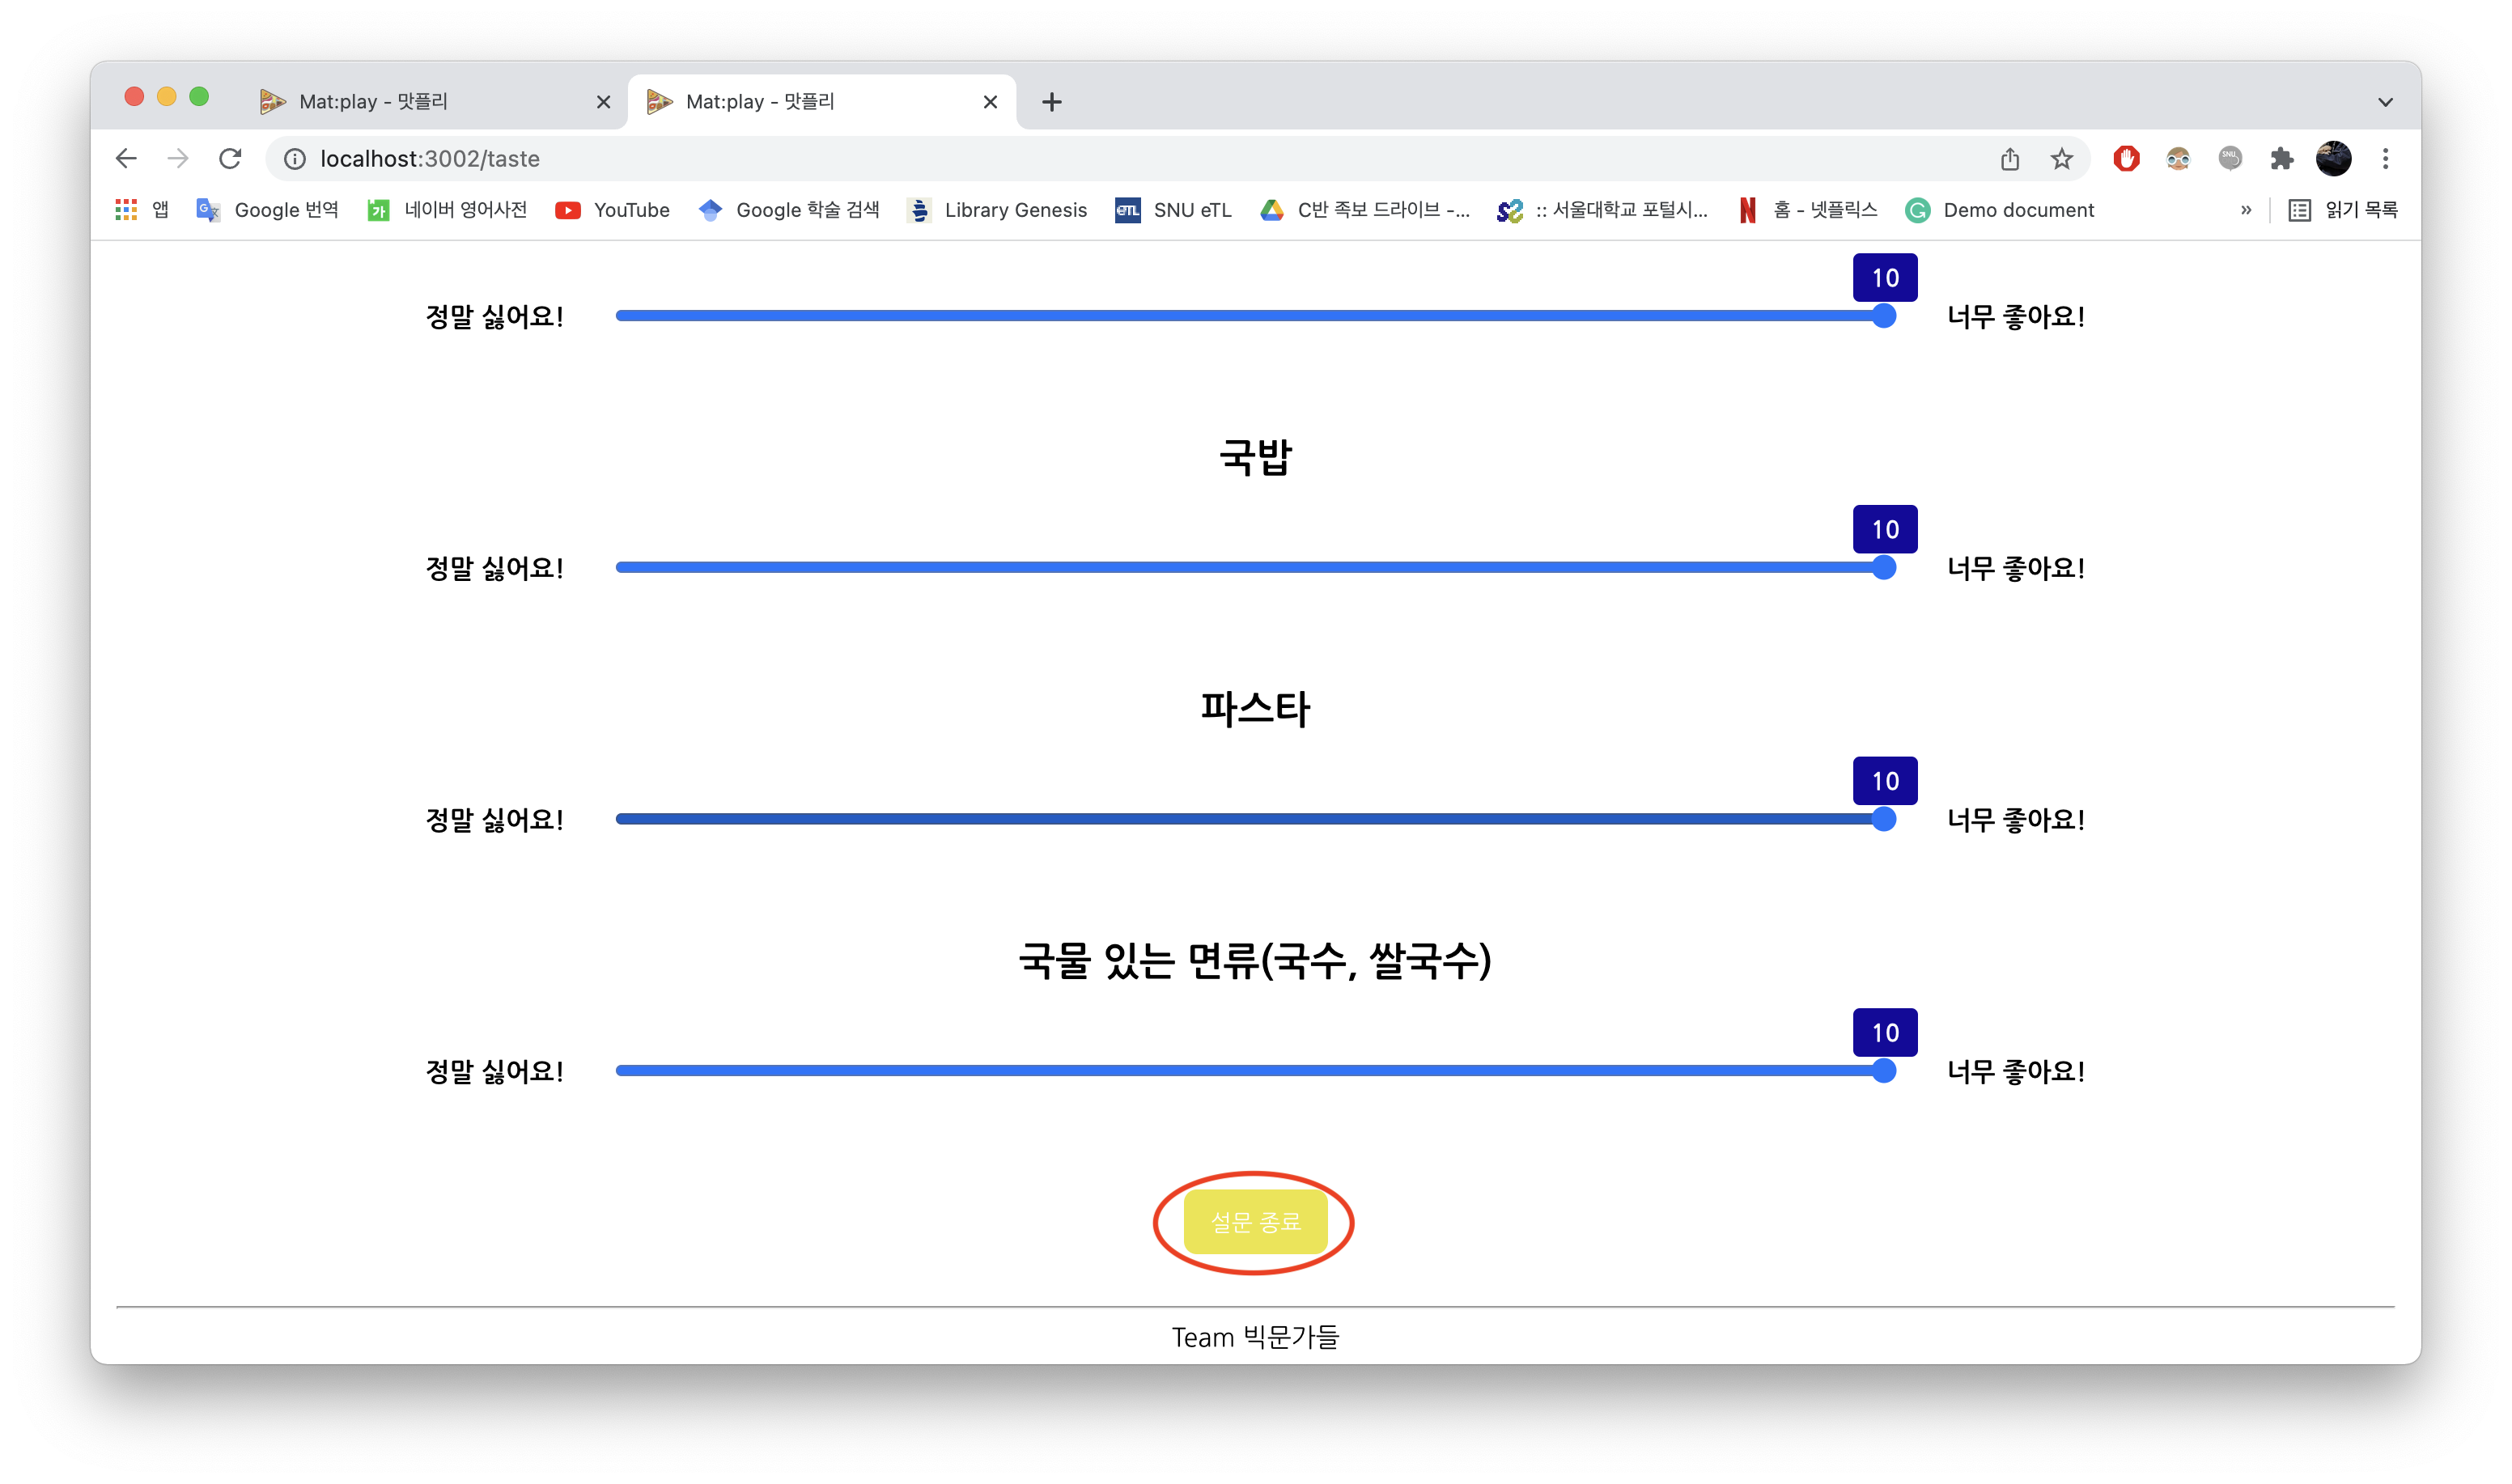 Mat:play - 맛플리
Mat:play - 맛플리
localhost:3002/taste
앱 Google 번역 네이버 영어사전 YouTube Google 학술 검색 Library Genesis eTL SNU eTL C반 족보 드라이브 -... :: 서울대학교 포털시... 홈 - 넷플릭스 Demo document » 읽기 목록
10
정말 싫어요! 너무 좋아요!
국밥
10
정말 싫어요! 너무 좋아요!
파스타
10
정말 싫어요! 너무 좋아요!
국물 있는 면류(국수, 쌀국수)
10
정말 싫어요! 너무 좋아요!
설문 종료
Team 빅문가들